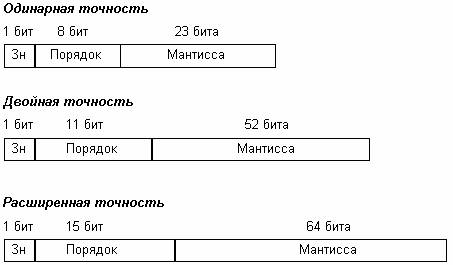 Одинарная точность
1 бит 8 бит 23 бита
Зн Порядок Мантисса
Двойная точность
1 бит 11 бит 52 бита
Зн Порядок Мантисса
Расширенная точность
1 бит 15 бит 64 бита
Зн Порядок Мантисса